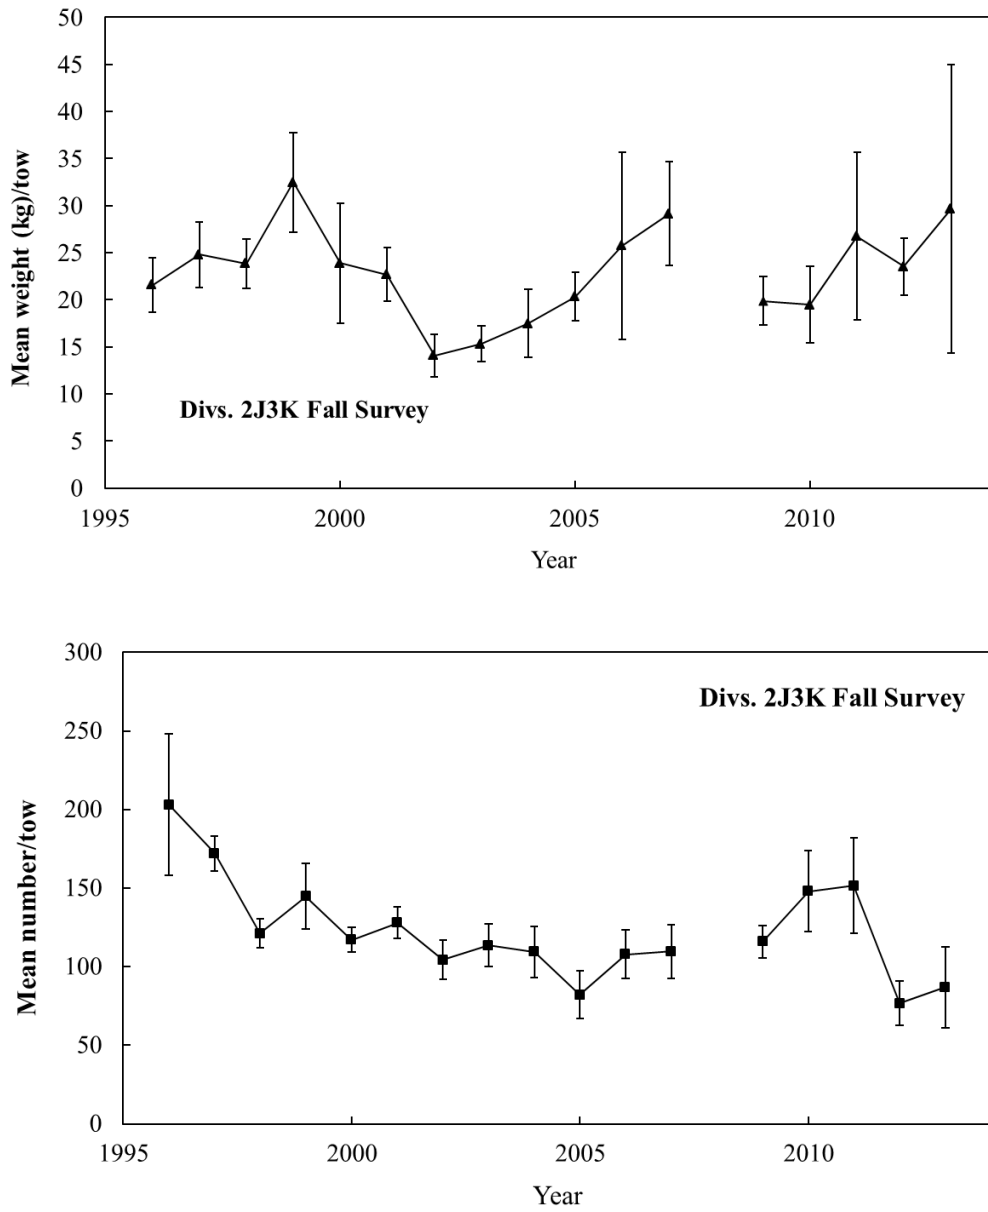 50
45
40
35
30
25
20
15
10
5
0
Mean weight (kg)/tow
Divs. 2J3K Fall Survey
1995 2000 2005 2010
Year
300
250
200
150
100
50
0
Mean number/tow
Divs. 2J3K Fall Survey
1995 2000 2005 2010
Year